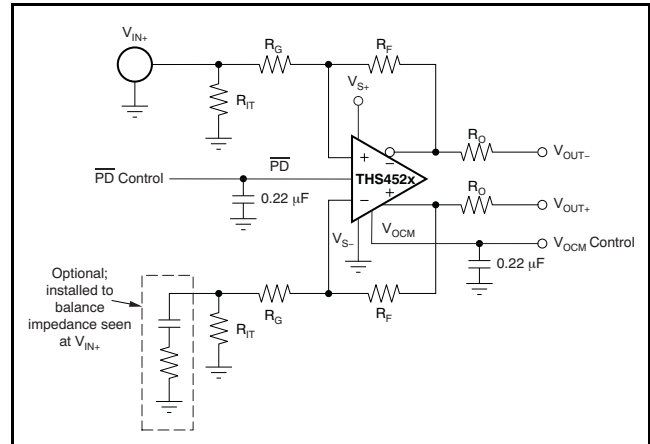 V_IN+
R_G
R_F
V_S+
R_IT
R_O
V_OUT−
+
−
PD Control
PD
THS452x
R_O
0.22 µF
−
+
V_OUT+
V_S−
V_OCM
V_OCM Control
Optional;
installed to
balance
impedance seen
at V_IN+
0.22 µF
R_G
R_F
R_IT